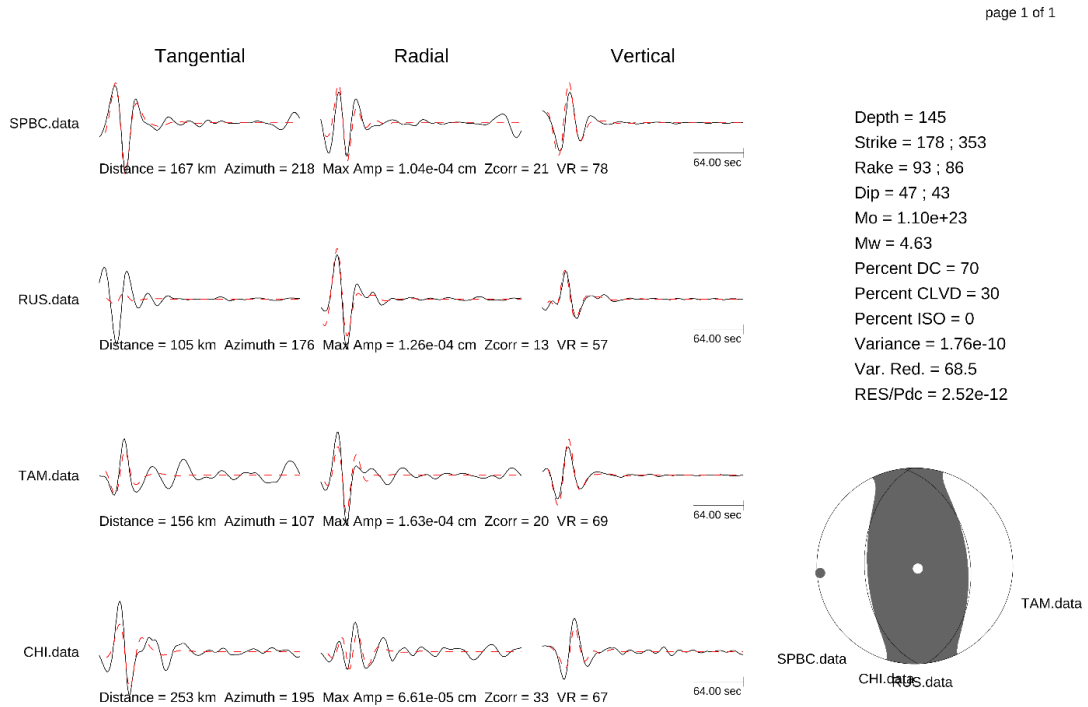 page 1 of 1
Tangential Radial Vertical
SPBC.data
64.00 sec
Distance = 167 km Azimuth = 218 Max Amp = 1.04e-04 cm Zcorr = 21 VR = 78
RUS.data
64.00 sec
Distance = 105 km Azimuth = 176 Max Amp = 1.26e-04 cm Zcorr = 13 VR = 57
TAM.data
64.00 sec
Distance = 156 km Azimuth = 107 Max Amp = 1.63e-04 cm Zcorr = 20 VR = 69
CHI.data
64.00 sec
Distance = 253 km Azimuth = 195 Max Amp = 6.61e-05 cm Zcorr = 33 VR = 67
Depth = 145
Strike = 178 ; 353
Rake = 93 ; 86
Dip = 47 ; 43
Mo = 1.10e+23
Mw = 4.63
Percent DC = 70
Percent CLVD = 30
Percent ISO = 0
Variance = 1.76e-10
Var. Red. = 68.5
RES/Pdc = 2.52e-12
TAM.data
SPBC.data
CHI.data
RUS.data